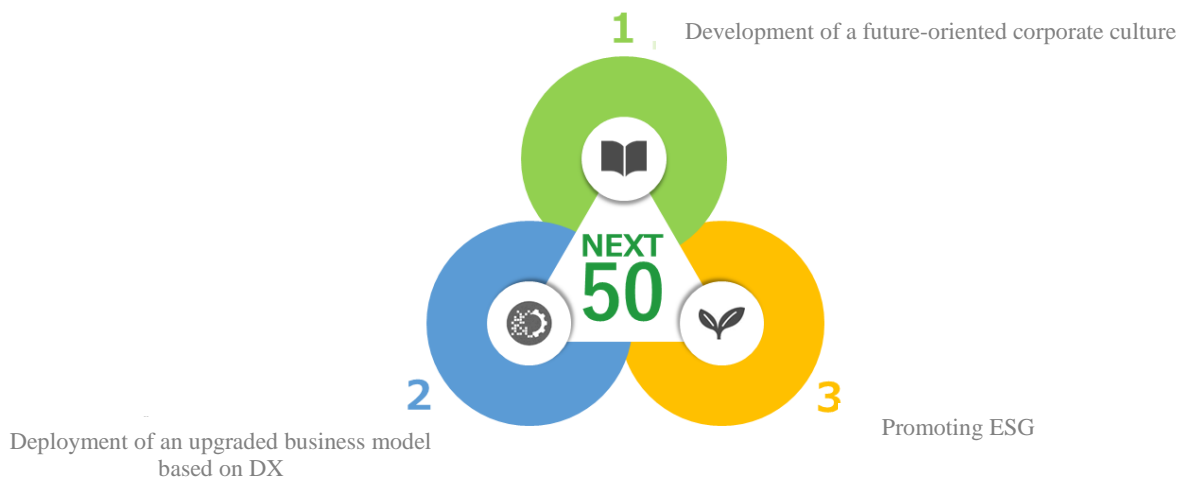 1
Development of a future-oriented corporate culture
NEXT
50
2
3
Deployment of an upgraded business model
based on DX
Promoting ESG